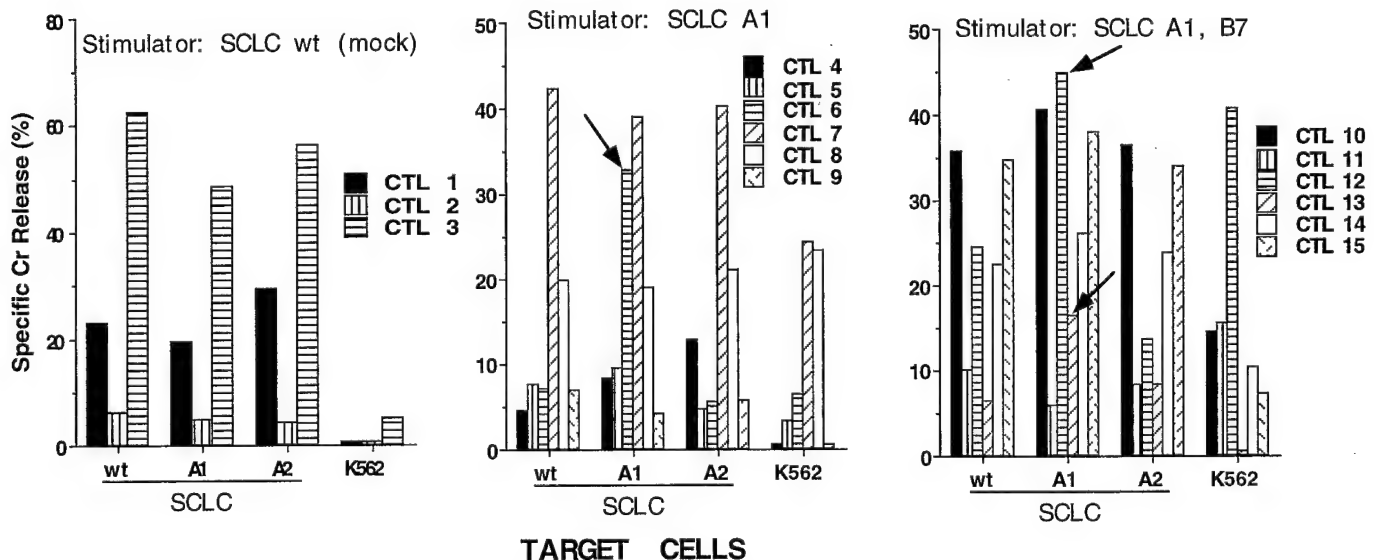 Specific Cr Release (%)
80
60
40
20
0
Stimulator: SCLC wt (mock)
CTL 1
CTL 2
CTL 3
wt A1 A2 K562
SCLC
50
40
30
20
10
0
Stimulator: SCLC A1
CTL 4
CTL 5
CTL 6
CTL 7
CTL 8
CTL 9
wt A1 A2 K562
SCLC
50
40
30
20
10
0
Stimulator: SCLC A1, B7
CTL 10
CTL 11
CTL 12
CTL 13
CTL 14
CTL 15
wt A1 A2 K562
SCLC
TARGET CELLS